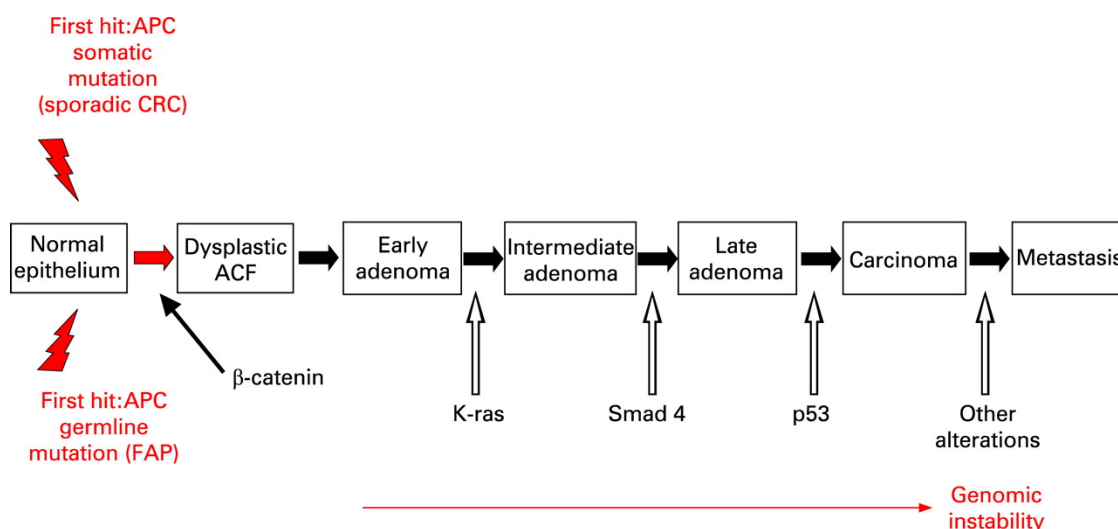 First hit:APC
somatic
mutation
(sporadic CRC)
Normal
epithelium
Dysplastic
ACF
Early
adenoma
Intermediate
adenoma
Late
adenoma
Carcinoma
Metastasis
β-catenin
K-ras
Smad 4
p53
Other
alterations
First hit:APC
germline
mutation (FAP)
Genomic
instability